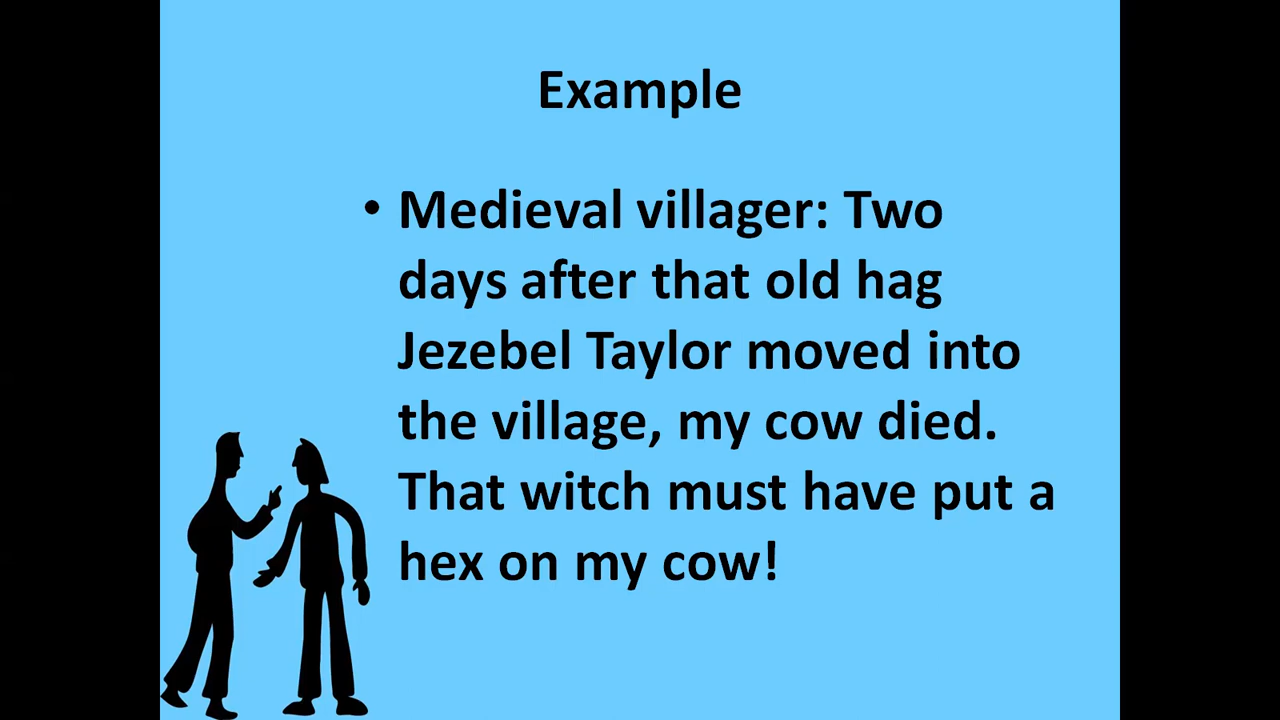 Example
• Medieval villager: Two
days after that old hag
Jezebel Taylor moved into
the village, my cow died.
That witch must have put a
hex on my cow!